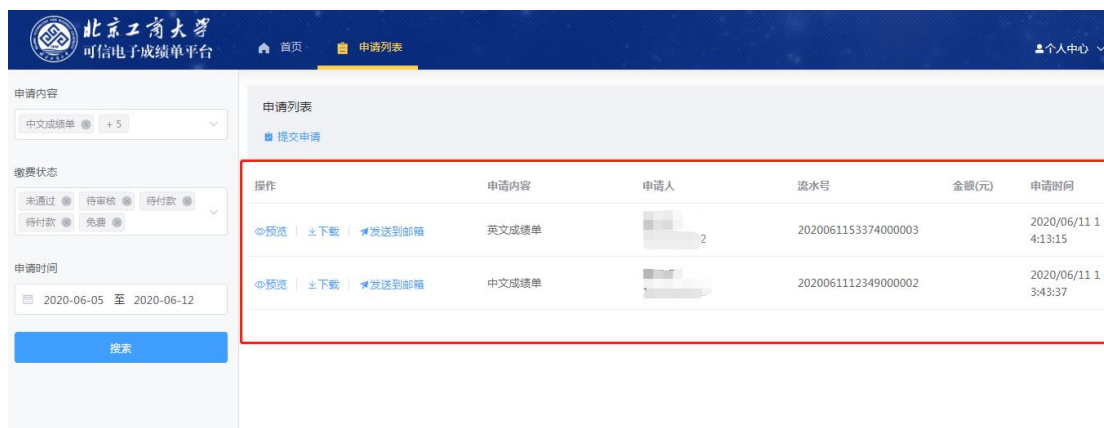 北京工商大学
可信电子成绩单平台
首页
申请列表
个人中心
申请内容
中文成绩单
+ 5
缴费状态
未通过 待审核 待付款
待付款 免费
申请时间
2020-06-05 至 2020-06-12
搜索
申请列表
提交申请
操作 申请内容 申请人 流水号 金额(元) 申请时间
预览 下载 发送到邮箱 英文成绩单 2 2020061153374000003 2020/06/11 1
4:13:15
预览 下载 发送到邮箱 中文成绩单 2020061112349000002 2020/06/11 1
3:43:37